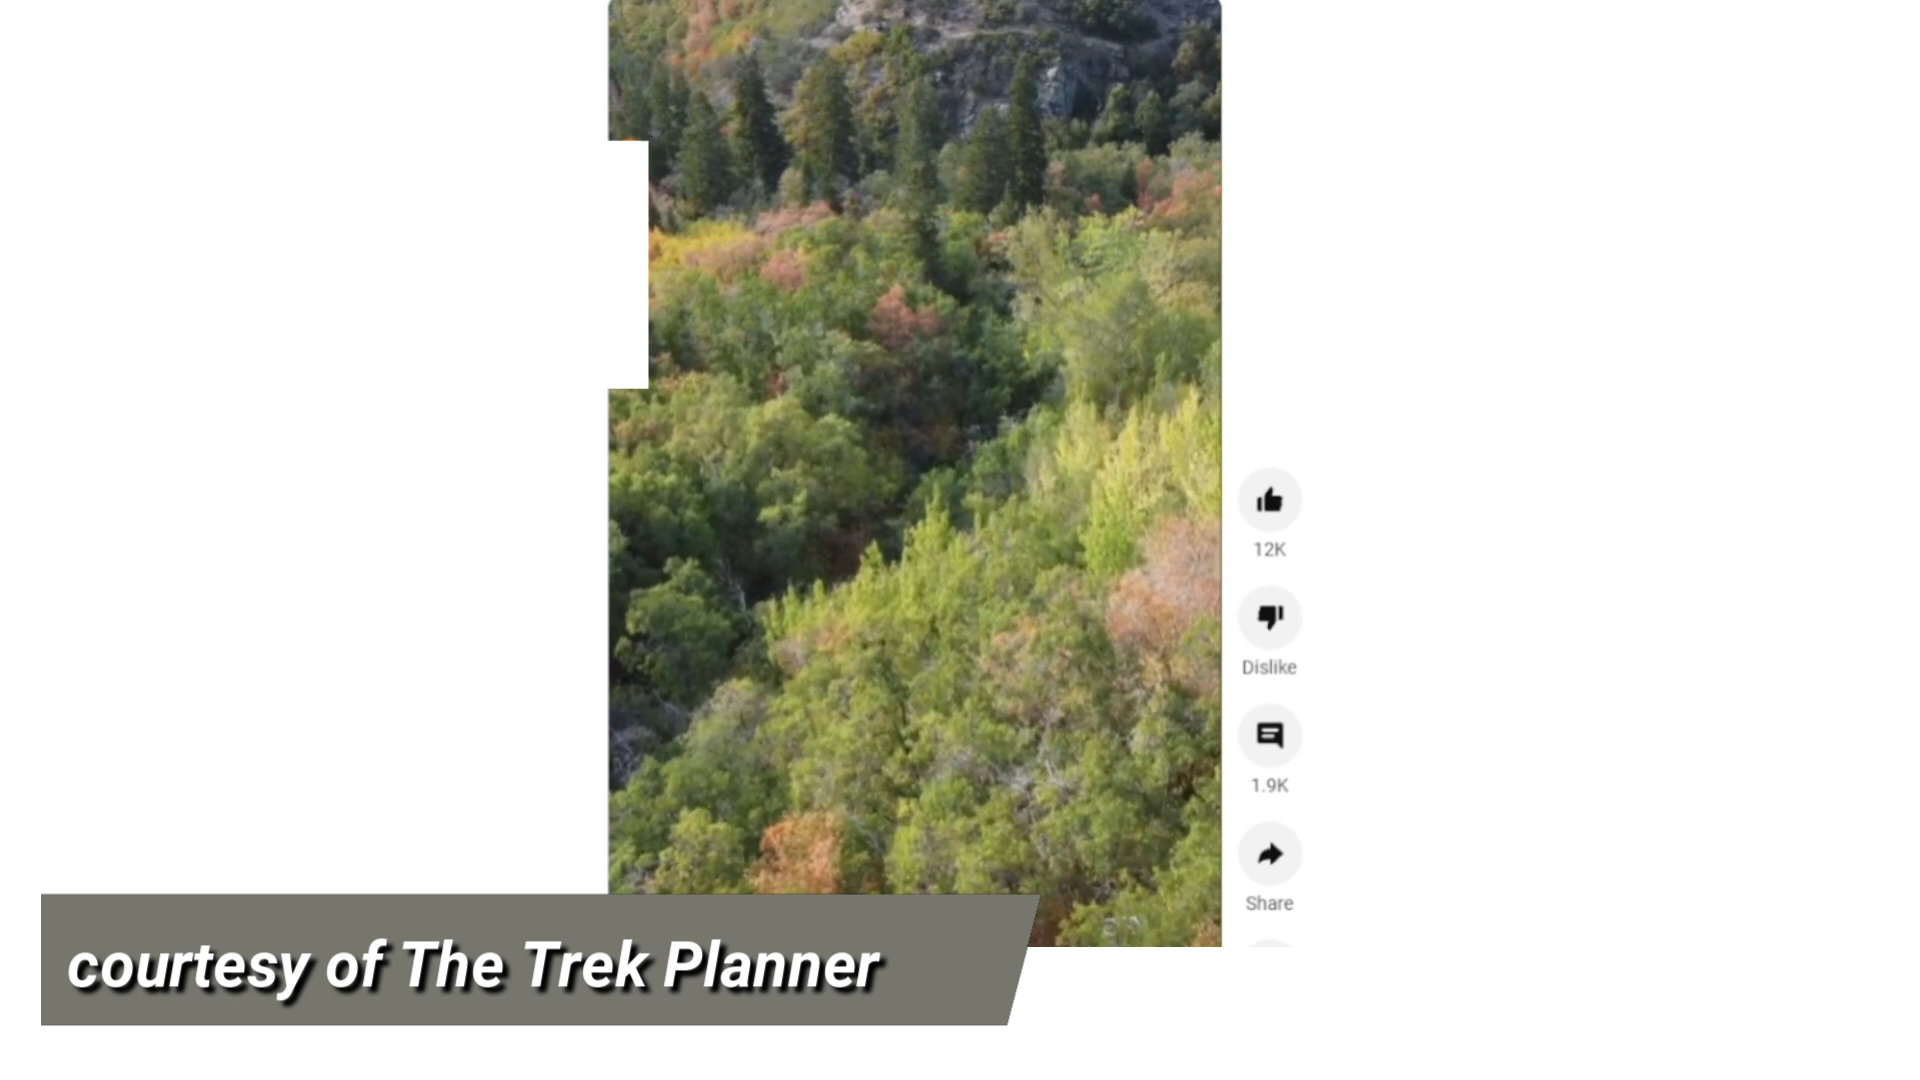 12K
Dislike
1.9K
Share
courtesy of The Trek Planner